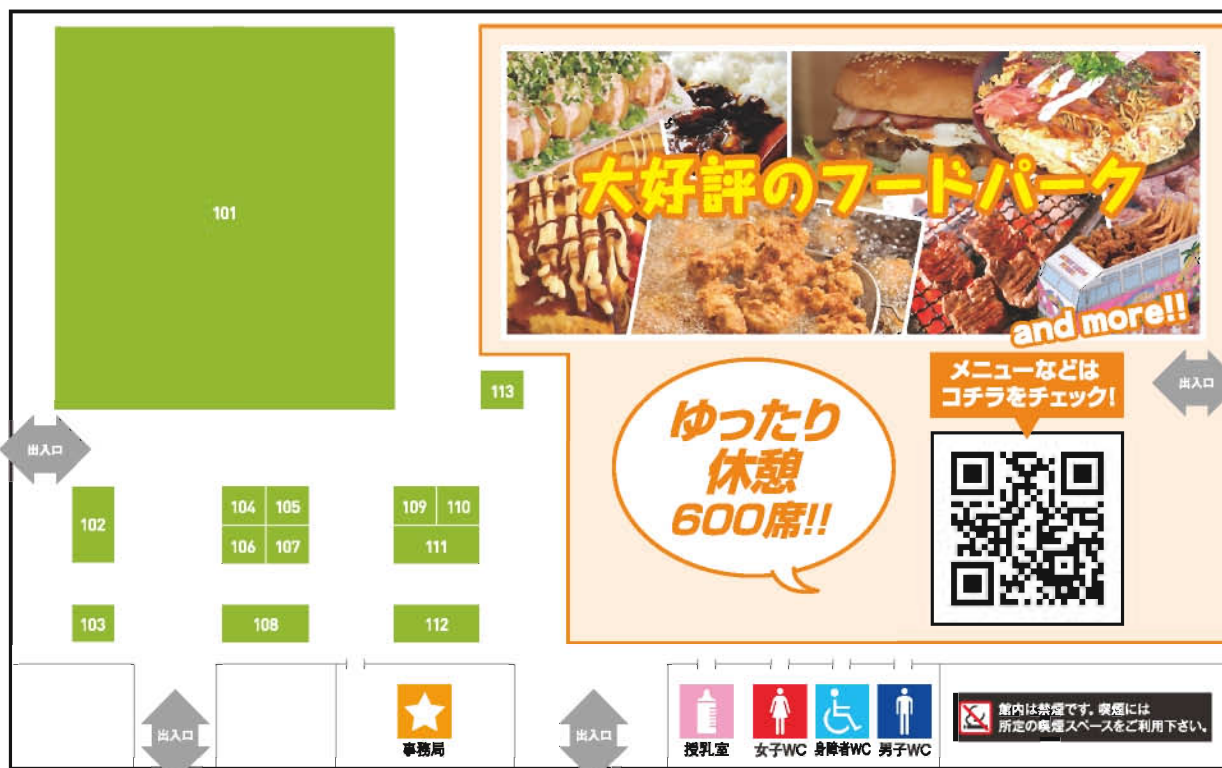 101
大好評のフードパーク
and more!!
メニューなどは
コチラをチェック!
出入口
113
ゆったり
休憩
600席!!
出入口
102
104
105
106
107
109
110
111
103
108
112
出入口
事務局
出入口
授乳室
女子WC
身障者WC
男子WC
館内は禁煙です。喫煙には
所定の喫煙スペースをご利用下さい。